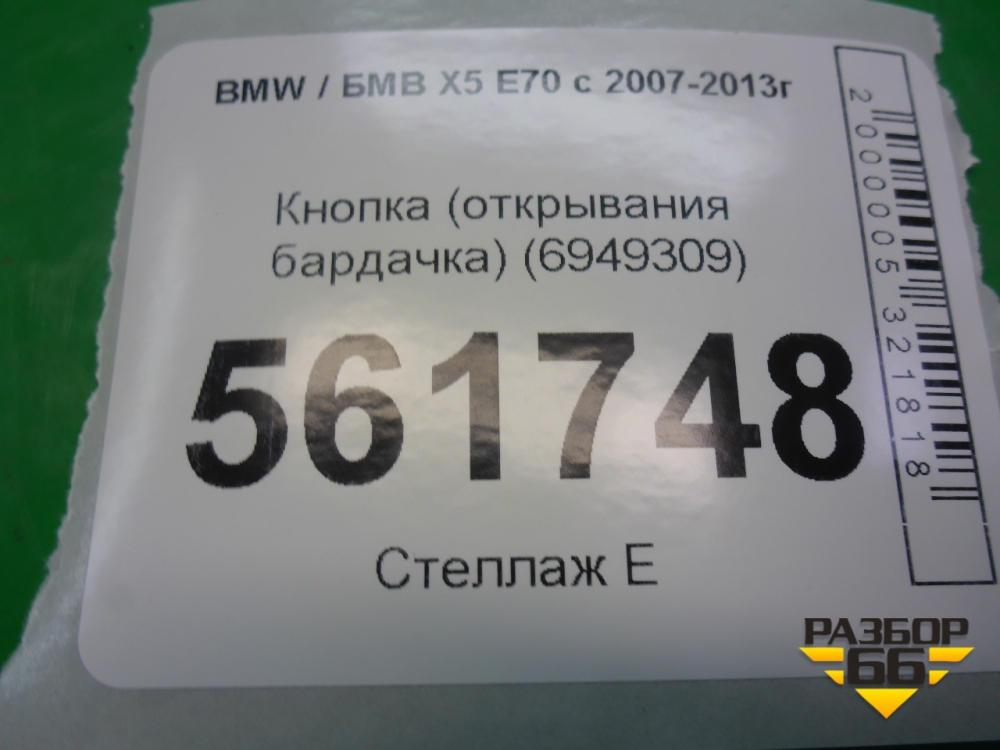 BMW / БМВ X5 E70 с 2007-2013г
Кнопка (открывания
бардачка) (6949309)
561748
Стеллаж Е
2000005321818
РАЗБОР
66